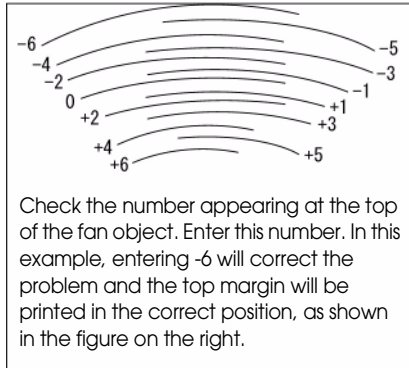 -6
-5
-4
-3
-2
-1
0
+1
+2
+3
+4
+5
+6
Check the number appearing at the top
of the fan object. Enter this number. In this
example, entering -6 will correct the
problem and the top margin will be
printed in the correct position, as shown
in the figure on the right.